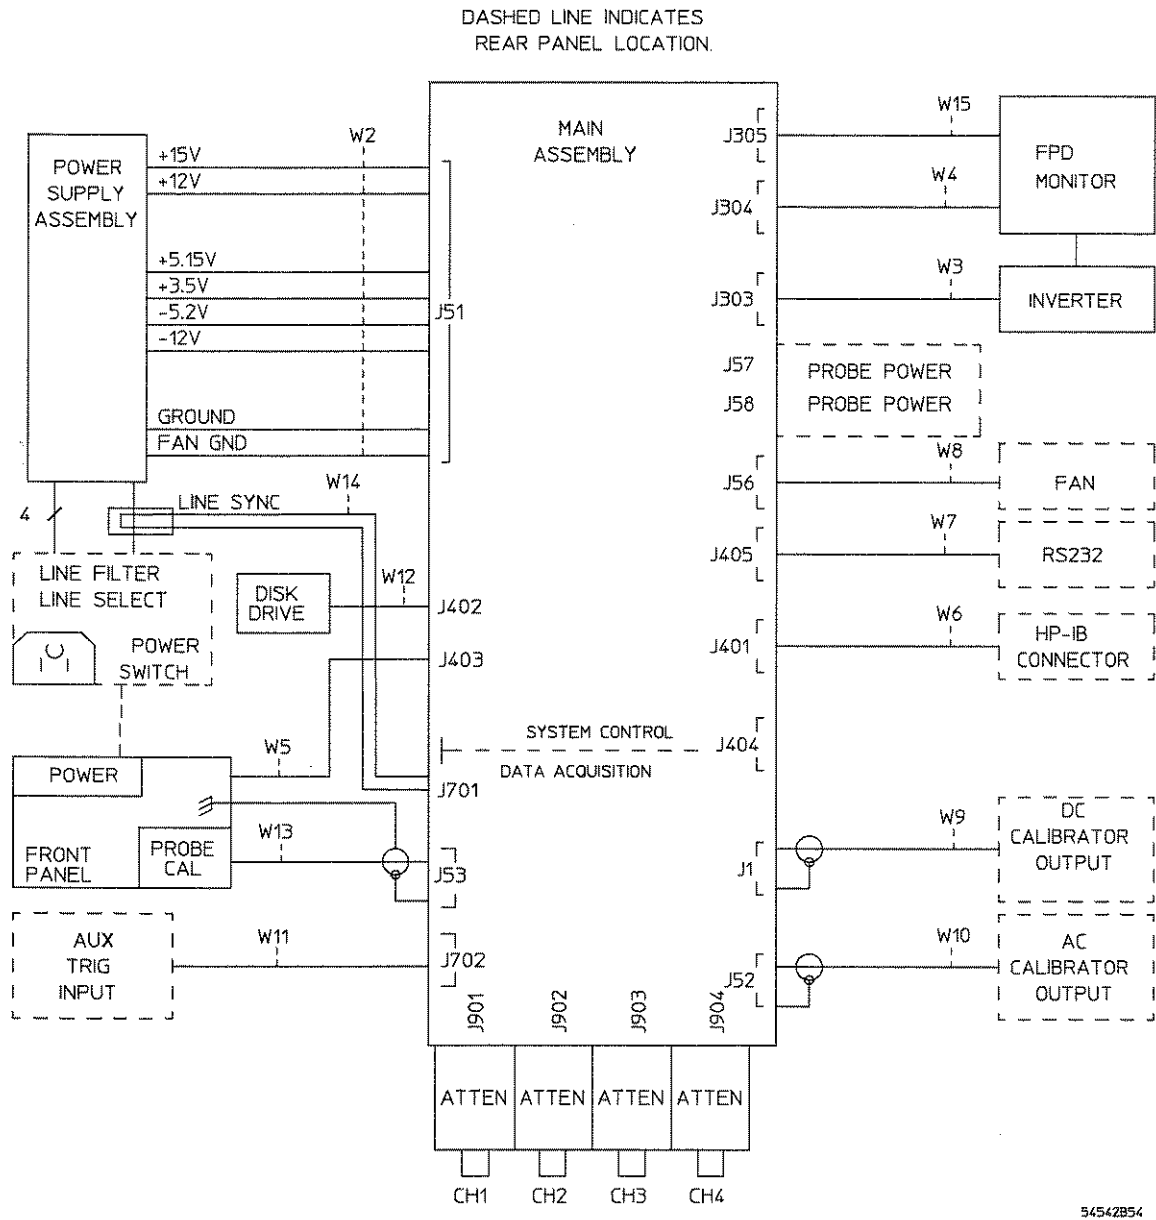 DASHED LINE INDICATES
REAR PANEL LOCATION.
MAIN
ASSEMBLY
POWER
SUPPLY
ASSEMBLY
W2
+15V
+12V
+5.15V
+3.5V
-5.2V
-12V
GROUND
FAN GND
J51
W14
LINE SYNC
4
LINE FILTER
LINE SELECT
POWER
SWITCH
DISK
DRIVE
W12
J402
J403
W5
POWER
FRONT
PANEL
PROBE
CAL
W13
J701
J53
AUX
TRIG
INPUT
W11
J702
SYSTEM CONTROL
DATA ACQUISITION
J305
W15
FPD
MONITOR
J304
W4
J303
W3
INVERTER
J57
PROBE POWER
J58
PROBE POWER
J56
W8
FAN
J405
W7
RS232
J401
W6
HP-IB
CONNECTOR
J404
J1
W9
DC
CALIBRATOR
OUTPUT
J52
W10
AC
CALIBRATOR
OUTPUT
J901
J902
J903
J904
ATTEN
ATTEN
ATTEN
ATTEN
CH1
CH2
CH3
CH4
54542B54